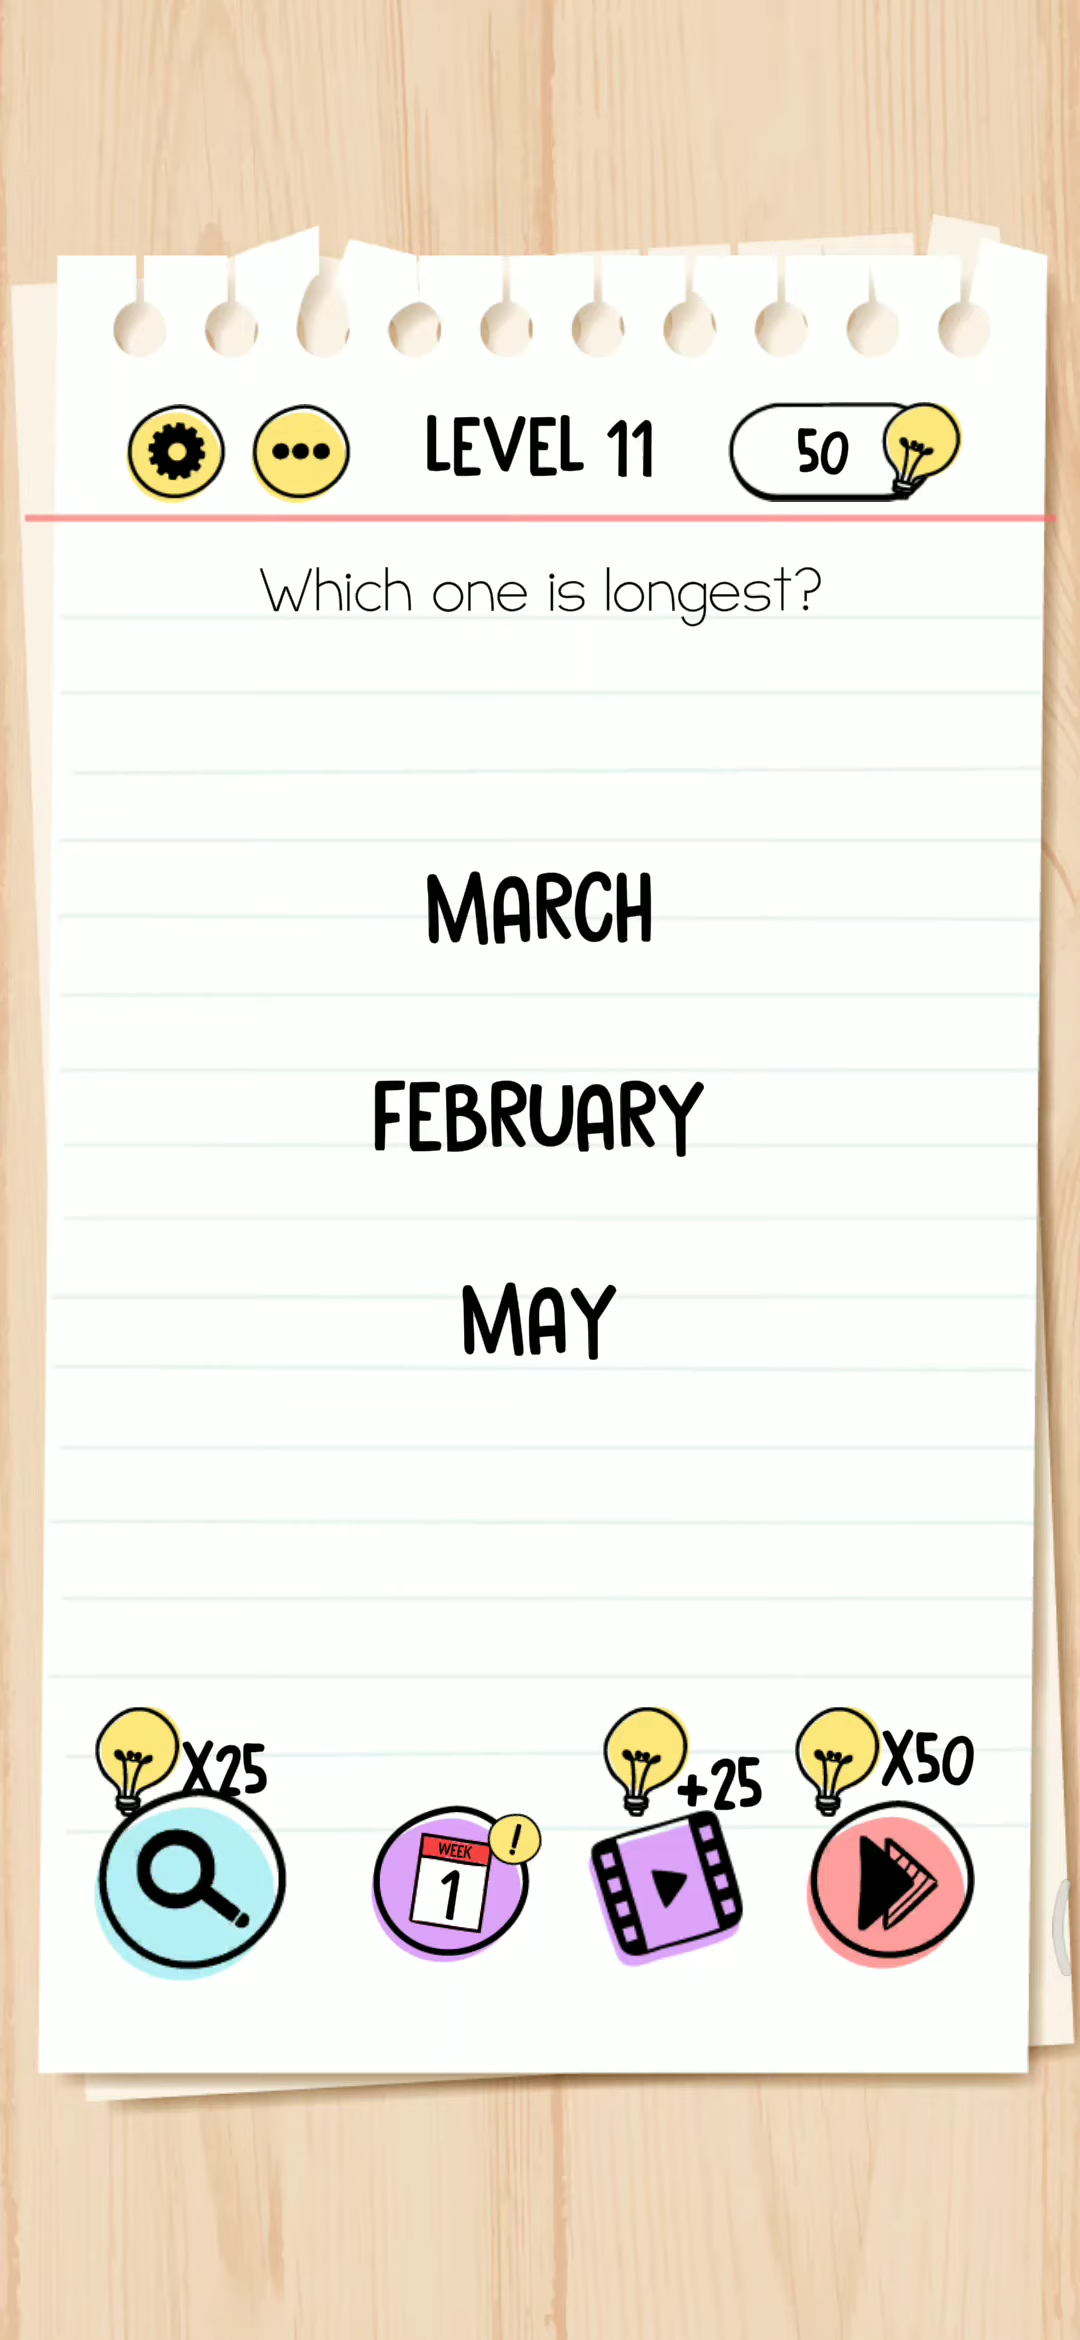 LEVEL 11
50
Which one is longest?
MARCH
FEBRUARY
MAY
X25
+25
X50
WEEK
1
!